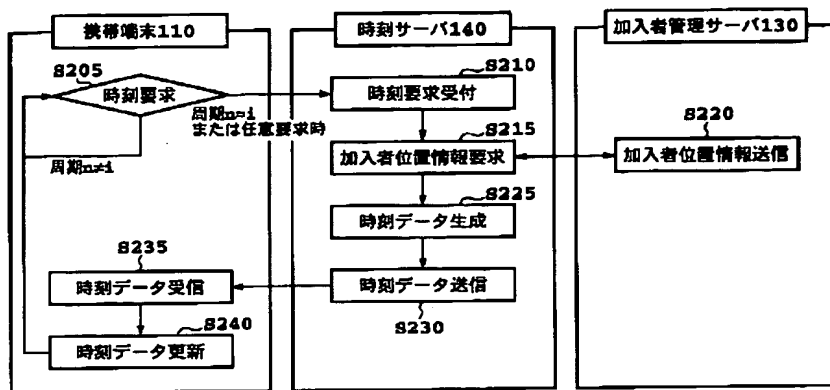 携帯端末110
時刻サーバ140
加入者管理サーバ130
S205
時刻要求
周期n=i
または任意要求時
周期n≠i
S210
時刻要求受付
S215
加入者位置情報要求
S220
加入者位置情報送信
S225
時刻データ生成
S235
時刻データ受信
時刻データ送信
S230
S240
時刻データ更新